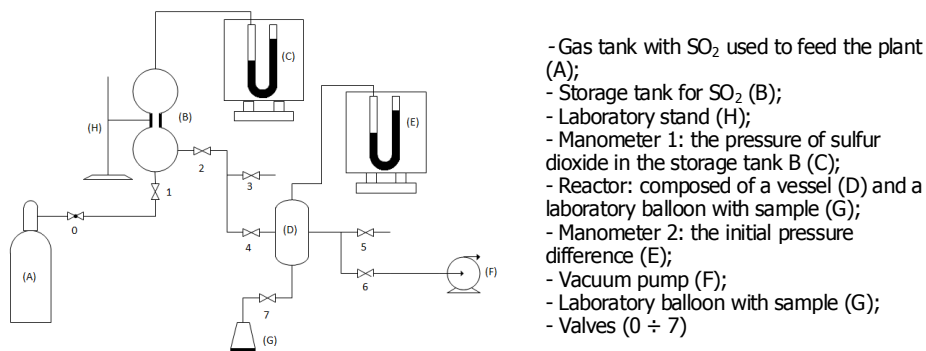 (C)
(H)
(B)
(E)
2
1
3
0
4
(D)
5
(A)
6
(F)
7
(G)
- Gas tank with SO₂ used to feed the plant
(A);
- Storage tank for SO₂ (B);
- Laboratory stand (H);
- Manometer 1: the pressure of sulfur
dioxide in the storage tank B (C);
- Reactor: composed of a vessel (D) and a
laboratory balloon with sample (G);
- Manometer 2: the initial pressure
difference (E);
- Vacuum pump (F);
- Laboratory balloon with sample (G);
- Valves (0 ÷ 7)